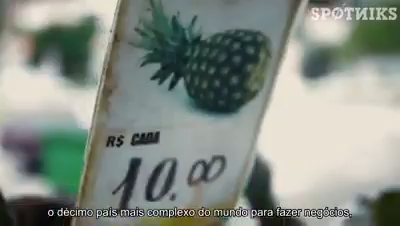 SPOTNIKS
R$ CADA
10.00
o décimo país mais complexo do mundo para fazer negócios,